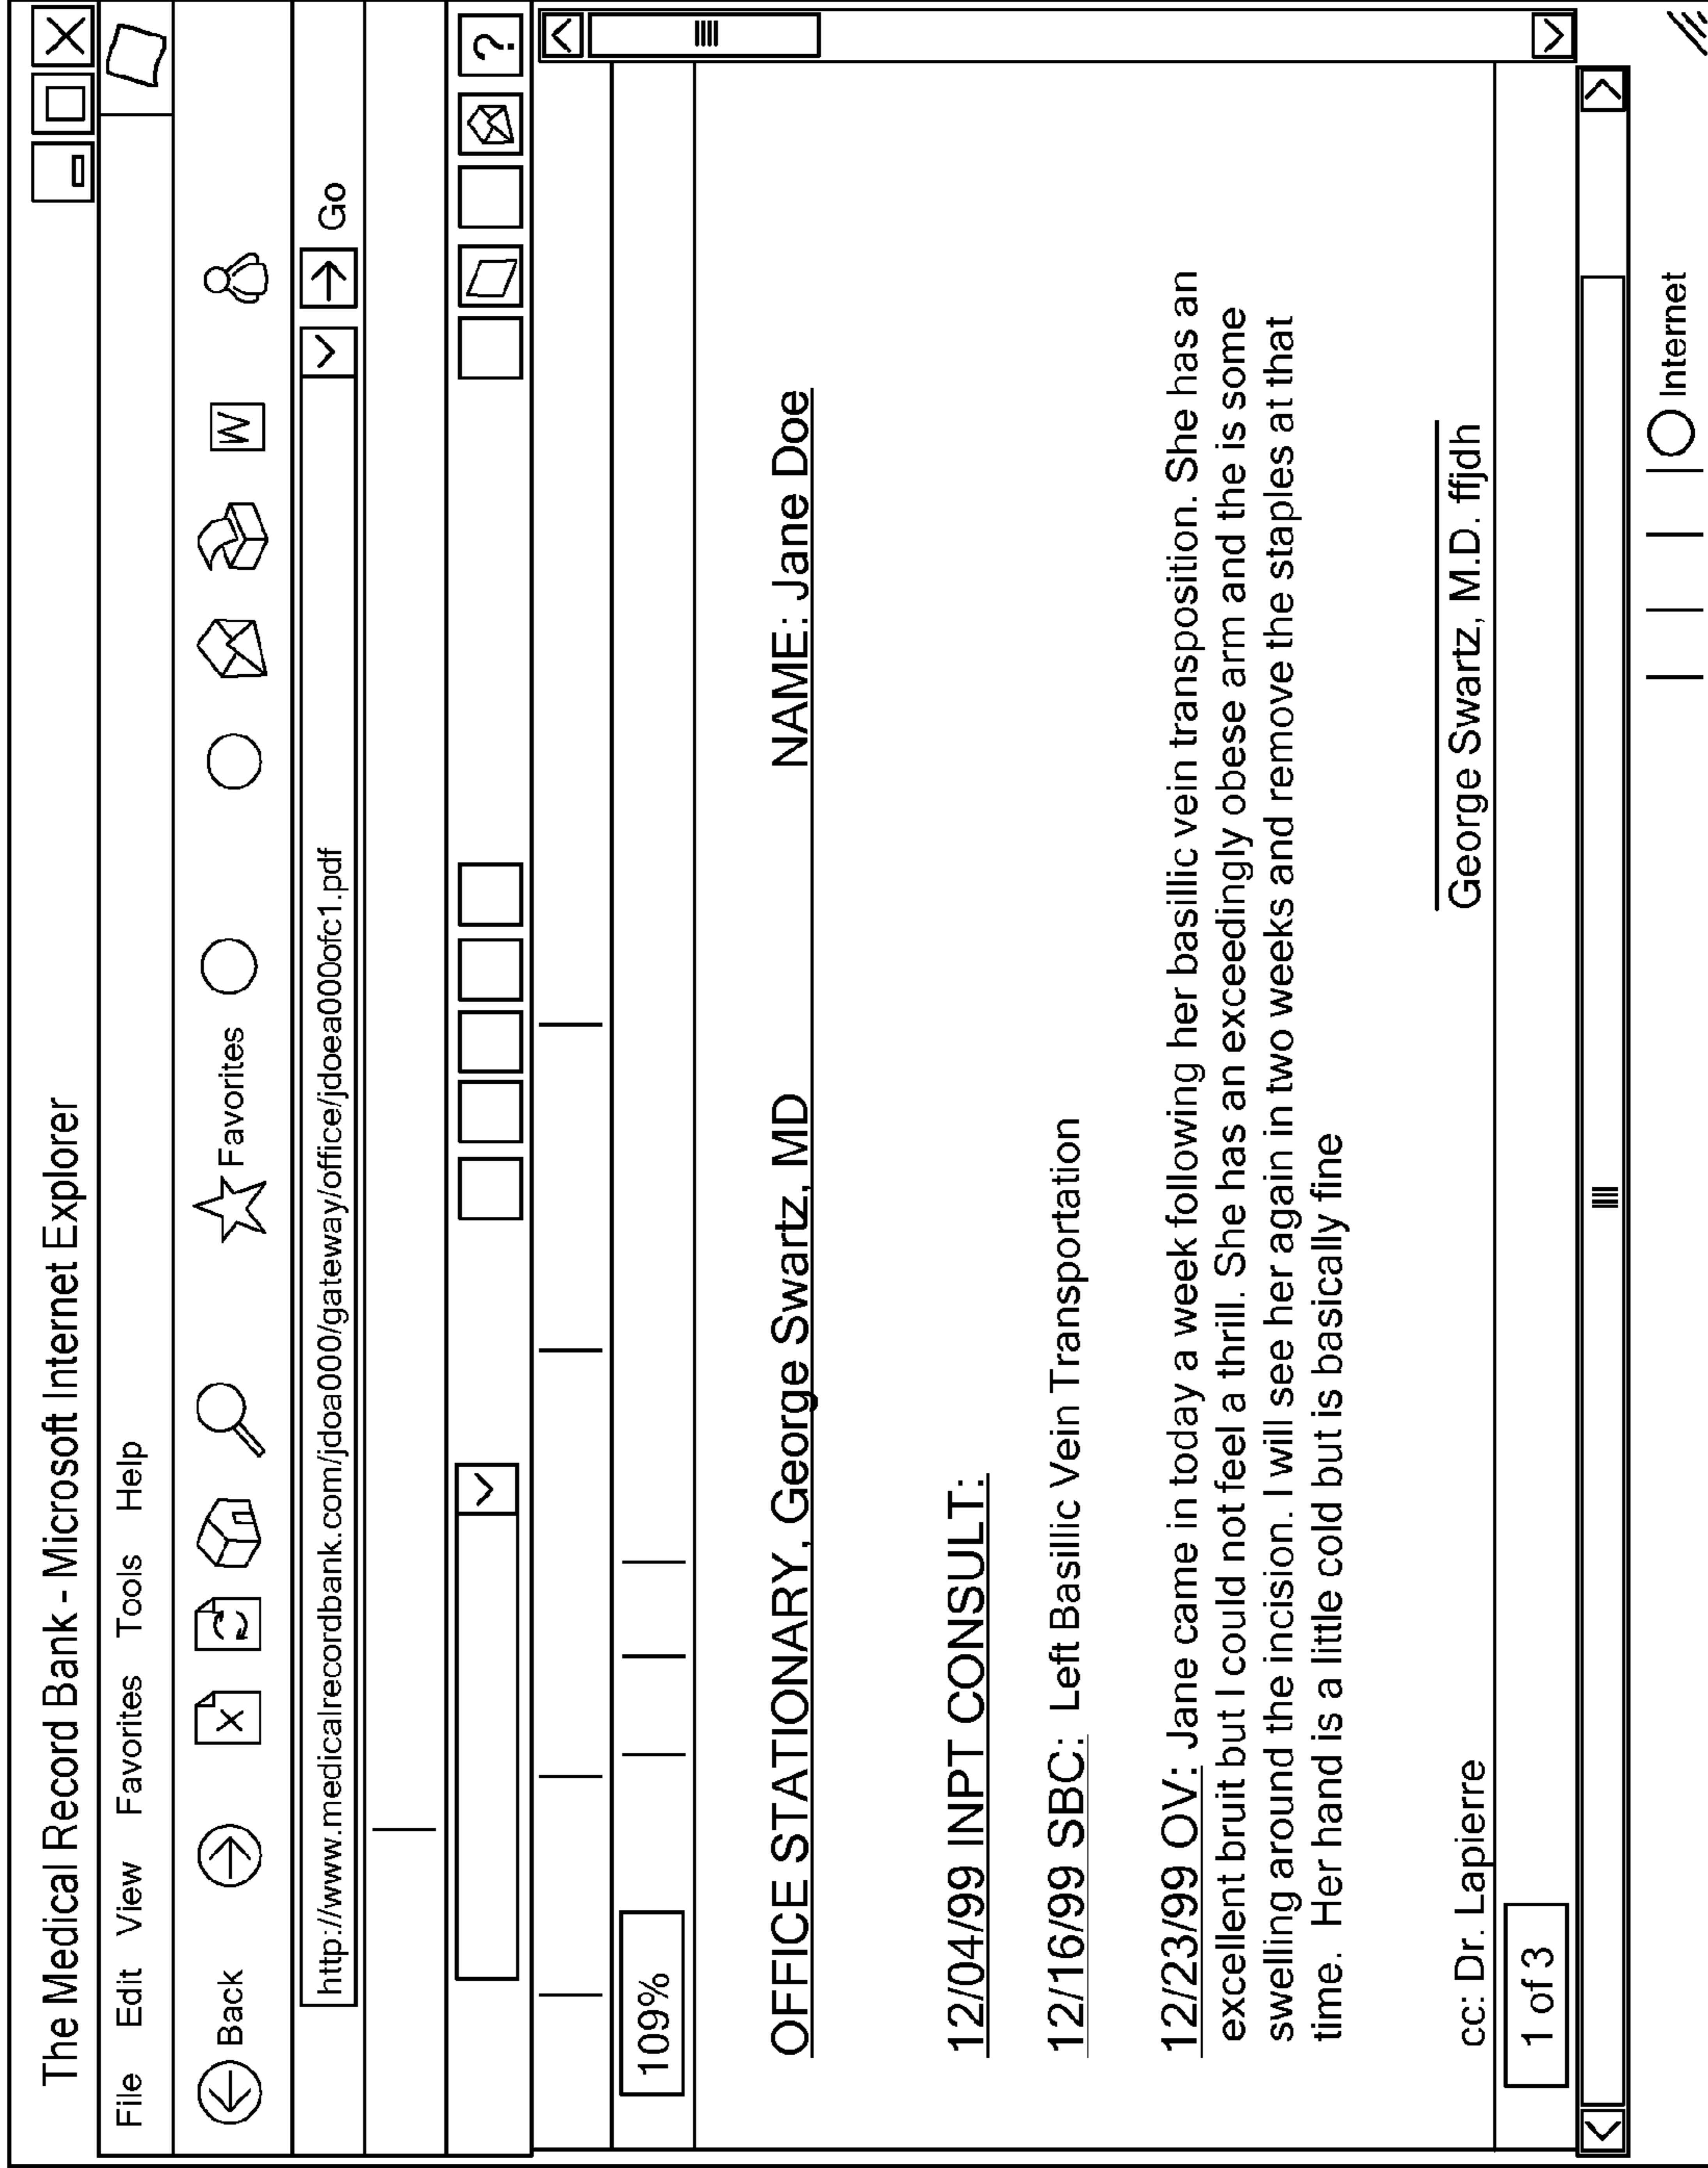 The Medical Record Bank - Microsoft Internet Explorer
File Edit View Favorites Tools Help
Back Favorites W
http://www.medicalrecordbank.com/jdoa000/gateway/office/jdoea000ofc1.pdf Go
?
109%
OFFICE STATIONARY, George Swartz, MD NAME: Jane Doe
12/04/99 INPT CONSULT:
12/16/99 SBC: Left Basillic Vein Transportation
12/23/99 OV: Jane came in today a week following her basillic vein transposition. She has an
excellent bruit but I could not feel a thrill. She has an exceedingly obese arm and the is some
swelling around the incision. I will see her again in two weeks and remove the staples at that
time. Her hand is a little cold but is basically fine
George Swartz, M.D. ffjdh
cc: Dr. Lapierre
1 of 3
Internet